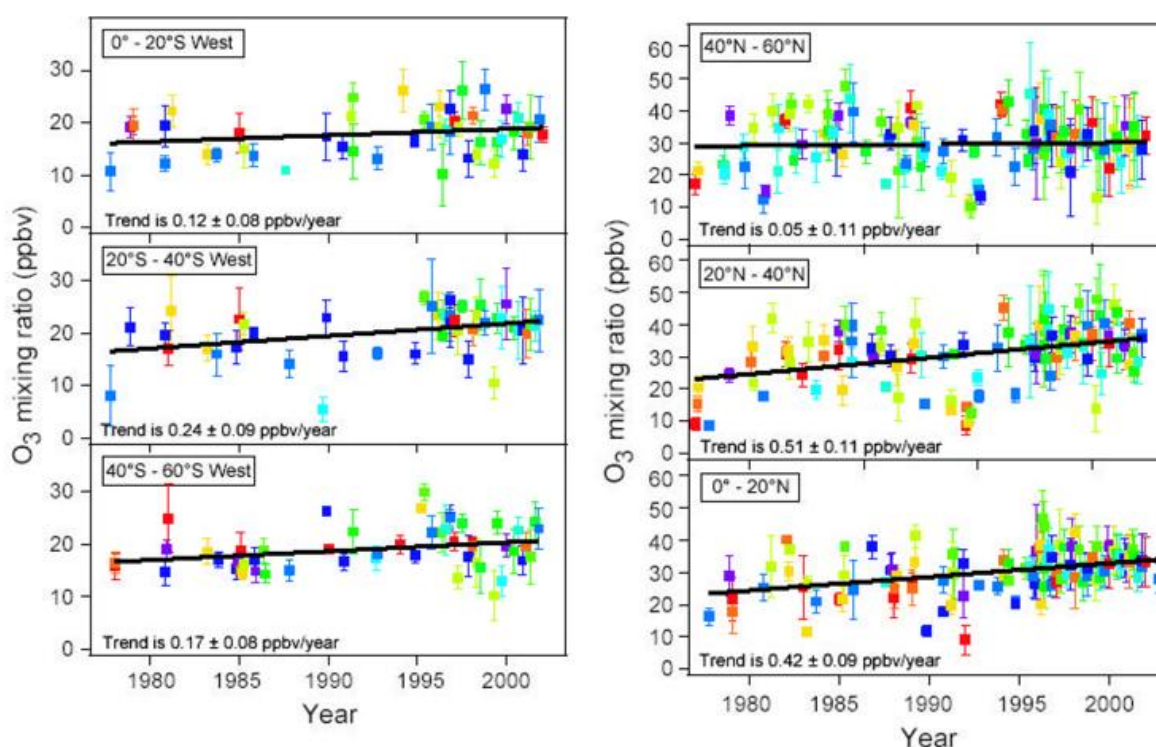 0° - 20°S West
30
20
10
0
Trend is 0.12 ± 0.08 ppbv/year
20°S - 40°S West
30
20
10
0
Trend is 0.24 ± 0.09 ppbv/year
40°S - 60°S West
30
20
10
0
Trend is 0.17 ± 0.08 ppbv/year
O3 mixing ratio (ppbv)
1980 1985 1990 1995 2000
Year
40°N - 60°N
60
50
40
30
20
10
0
Trend is 0.05 ± 0.11 ppbv/year
20°N - 40°N
60
50
40
30
20
10
0
Trend is 0.51 ± 0.11 ppbv/year
0° - 20°N
60
50
40
30
20
10
0
Trend is 0.42 ± 0.09 ppbv/year
O3 mixing ratio (ppbv)
1980 1985 1990 1995 2000
Year